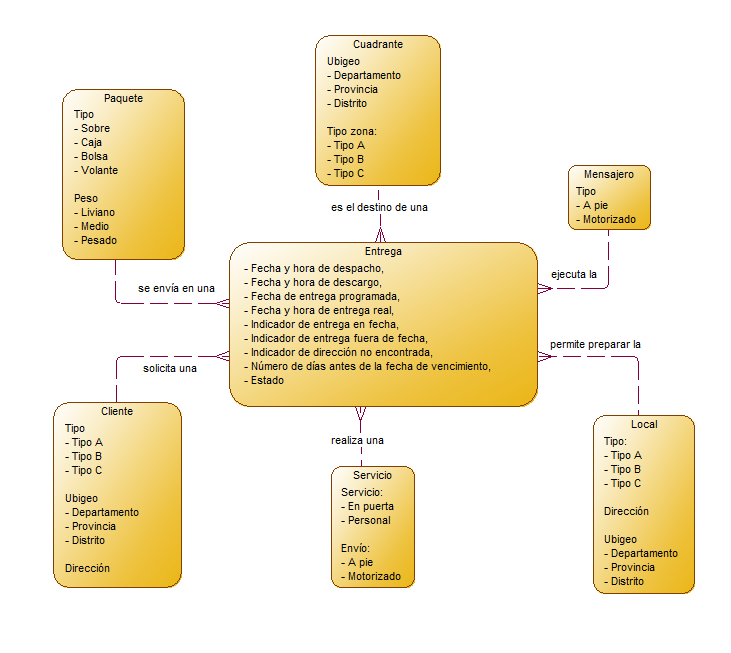 Cuadrante
Ubigeo
- Departamento
- Provincia
- Distrito
Tipo zona:
- Tipo A
- Tipo B
- Tipo C
Paquete
Tipo
- Sobre
- Caja
- Bolsa
- Volante
Peso
- Liviano
- Medio
- Pesado
Mensajero
Tipo
- A pie
- Motorizado
es el destino de una
se envía en una
ejecuta la
Entrega
- Fecha y hora de despacho,
- Fecha y hora de descargo,
- Fecha de entrega programada,
- Fecha y hora de entrega real,
- Indicador de entrega en fecha,
- Indicador de entrega fuera de fecha,
- Indicador de dirección no encontrada,
- Número de días antes de la fecha de vencimiento,
- Estado
permite preparar la
solicita una
realiza una
Cliente
Tipo
- Tipo A
- Tipo B
- Tipo C
Ubigeo
- Departamento
- Provincia
- Distrito
Dirección
Servicio
Servicio:
- En puerta
- Personal
Envío:
- A pie
- Motorizado
Local
Tipo:
- Tipo A
- Tipo B
- Tipo C
Dirección
Ubigeo
- Departamento
- Provincia
- Distrito